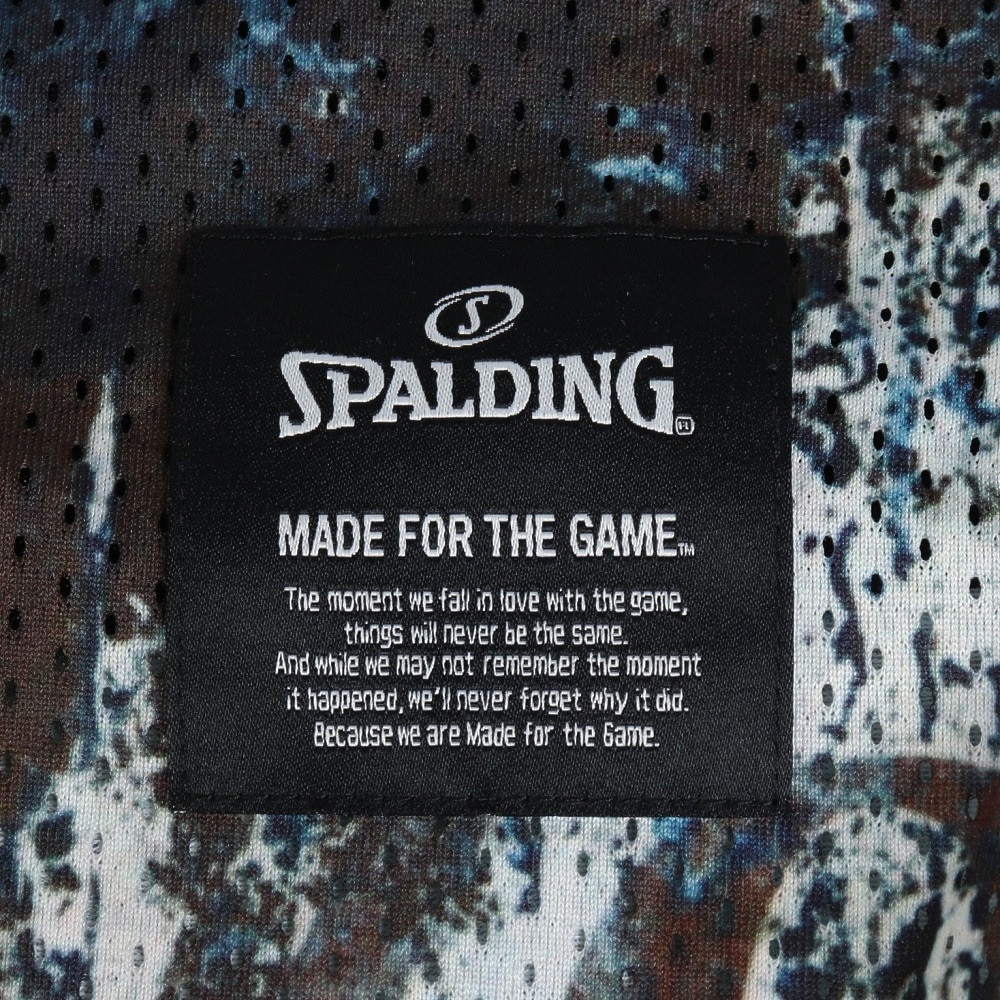 S
SPALDING®
MADE FOR THE GAME™
The moment we fall in love with the game,
things will never be the same.
And while we may not remember the moment
it happened, we'll never forget why it did.
Because we are Made for the Game.